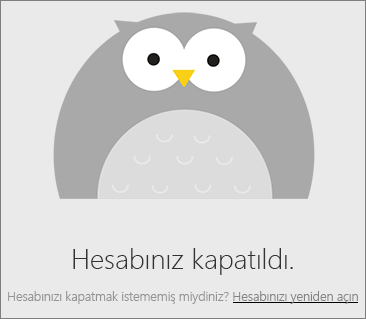 Hesabınız kapatıldı.
Hesabınızı kapatmak istememiş miydiniz? Hesabınızı yeniden açın